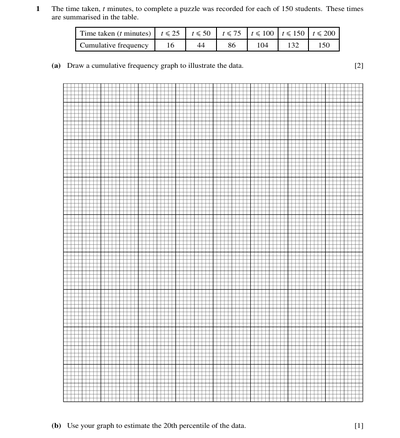 1 The time taken, t minutes, to complete a puzzle was recorded for each of 150 students. These times
are summarised in the table.
Time taken (t minutes) t ⩽ 25 t ⩽ 50 t ⩽ 75 t ⩽ 100 t ⩽ 150 t ⩽ 200
Cumulative frequency 16 44 86 104 132 150
(a) Draw a cumulative frequency graph to illustrate the data. [2]
(b) Use your graph to estimate the 20th percentile of the data. [1]